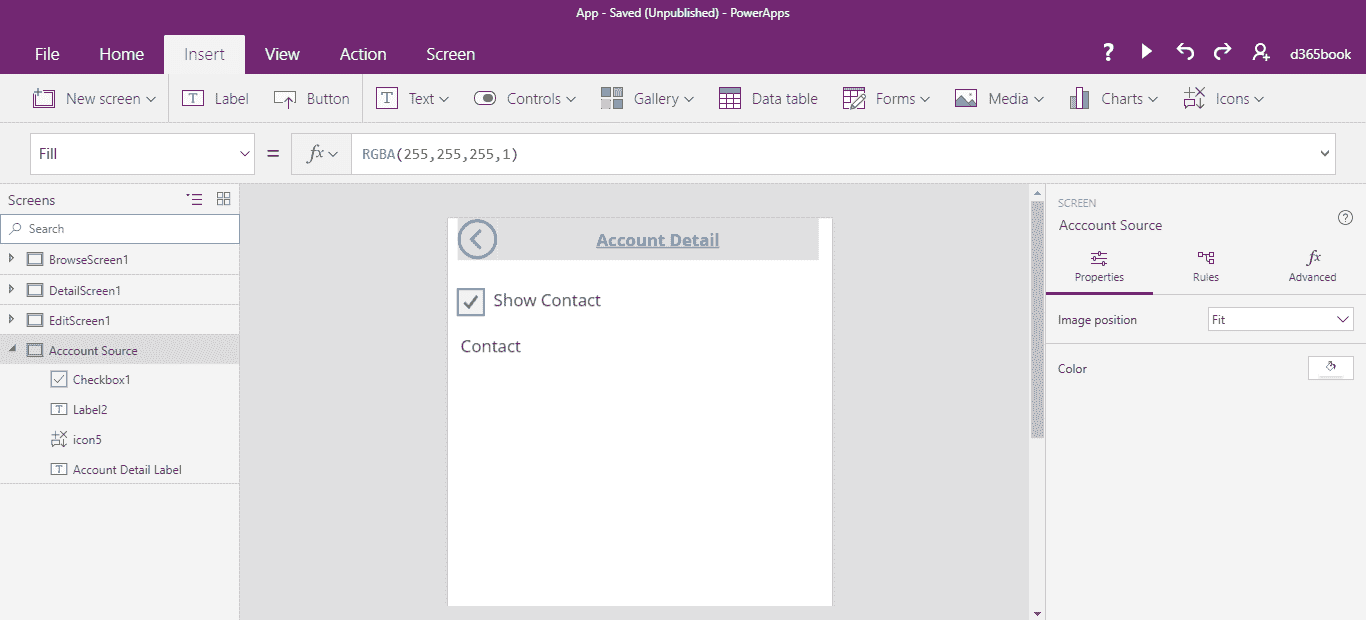 App - Saved (Unpublished) - PowerApps
File Home Insert View Action Screen ? d365book
New screen Label Button Text Controls Gallery Data table Forms Media Charts Icons
Fill = fx RGBA(255,255,255,1)
Screens
Search
BrowseScreen1
DetailScreen1
EditScreen1
Acccount Source
Checkbox1
Label2
icon5
Account Detail Label
Account Detail
Show Contact
Contact
SCREEN
Acccount Source
Properties Rules Advanced
Image position Fit
Color